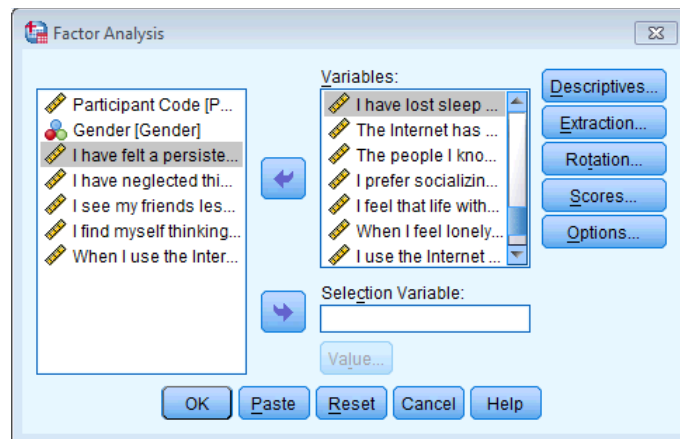 Factor Analysis
Participant Code [P...
Gender [Gender]
I have felt a persiste...
I have neglected thi...
I see my friends les...
I find myself thinking...
When I use the Inter...
Variables:
I have lost sleep ...
The Internet has ...
The people I kno...
I prefer socializin...
I feel that life with...
When I feel lonely...
I use the Internet ...
Selection Variable:
Value...
Descriptives...
Extraction...
Rotation...
Scores...
Options...
OK
Paste
Reset
Cancel
Help